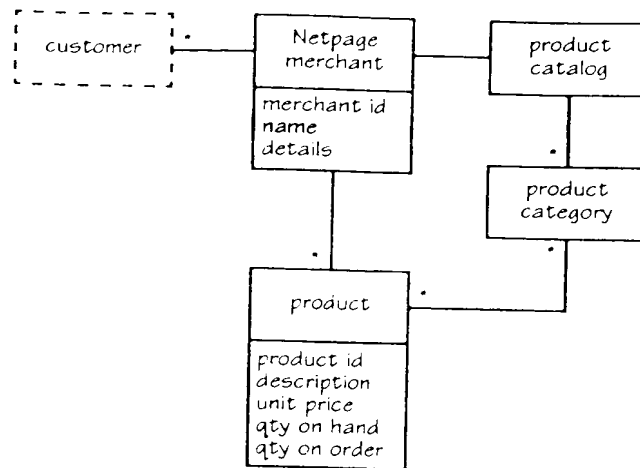 customer
Netpage
merchant
merchant id
name
details
product
catalog
product
category
product
product id
description
unit price
qty on hand
qty on order